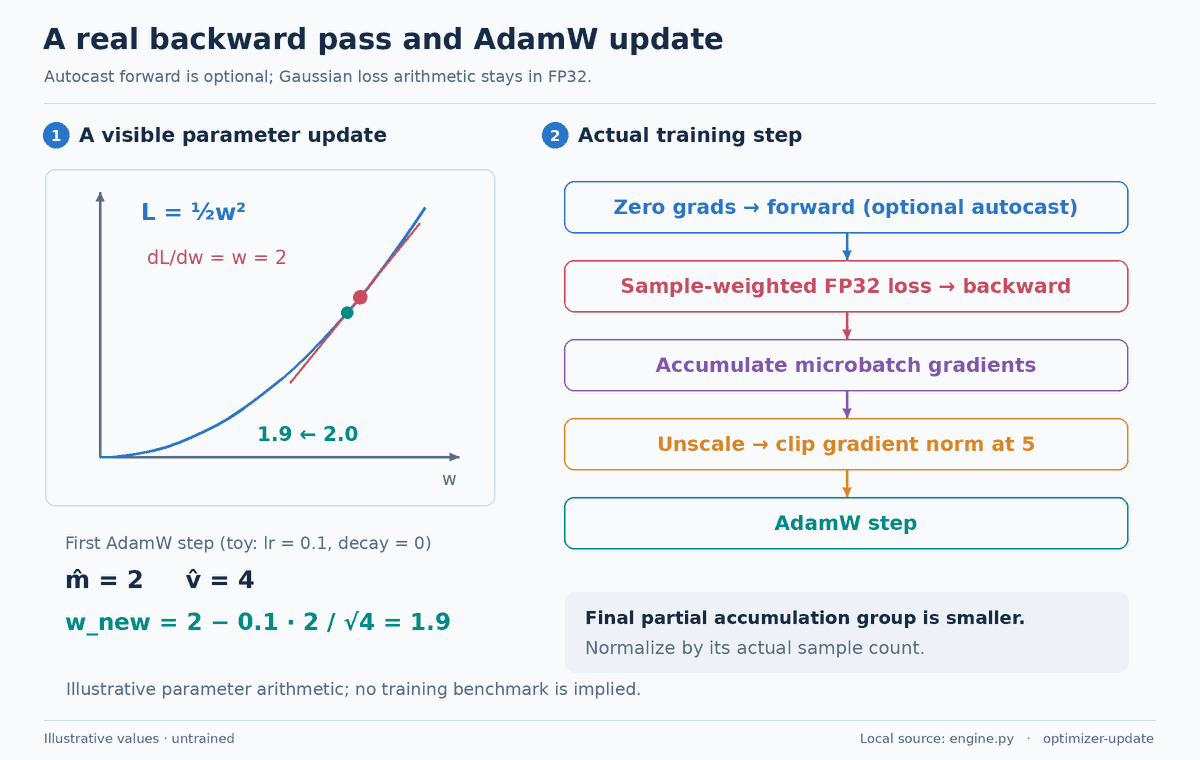 A real backward pass and AdamW update
Autocast forward is optional; Gaussian loss arithmetic stays in FP32.
1 A visible parameter update
L = ½w²
dL/dw = w = 2
1.9 ← 2.0
w
First AdamW step (toy: lr = 0.1, decay = 0)
m̂ = 2 v̂ = 4
w_new = 2 − 0.1 · 2 / √4 = 1.9
2 Actual training step
Zero grads → forward (optional autocast)
Sample-weighted FP32 loss → backward
Accumulate microbatch gradients
Unscale → clip gradient norm at 5
AdamW step
Final partial accumulation group is smaller.
Normalize by its actual sample count.
Illustrative parameter arithmetic; no training benchmark is implied.
Illustrative values · untrained
Local source: engine.py · optimizer-update